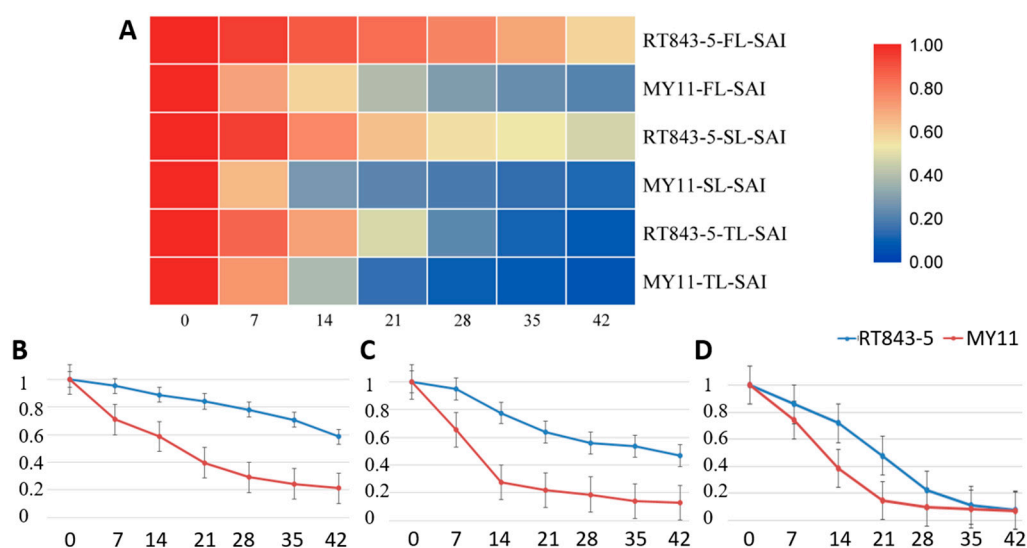 A
RT843-5-FL-SAI
MY11-FL-SAI
RT843-5-SL-SAI
MY11-SL-SAI
RT843-5-TL-SAI
MY11-TL-SAI
0 7 14 21 28 35 42
1.00
0.80
0.60
0.40
0.20
0.00
RT843-5 MY11
B
1
0.8
0.6
0.4
0.2
0
0 7 14 21 28 35 42
C
1
0.8
0.6
0.4
0.2
0
0 7 14 21 28 35 42
D
1
0.8
0.6
0.4
0.2
0
0 7 14 21 28 35 42